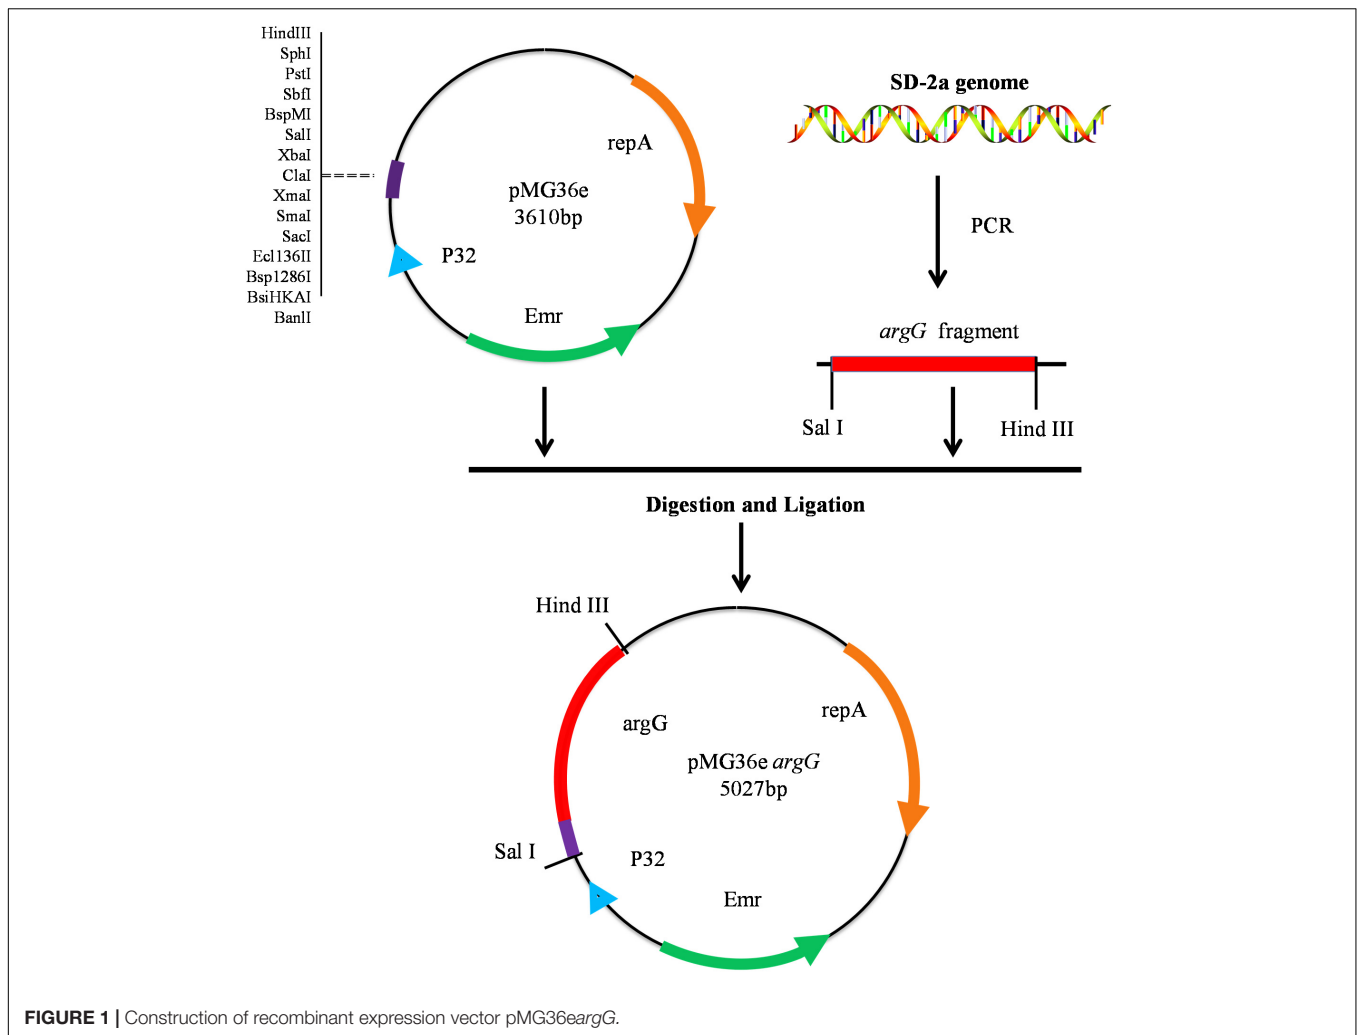 HindIII
SphI
PstI
SbfI
BspMI
SalI
XbaI
ClaI
XmaI
SmaI
SacI
Ecl136II
Bsp1286I
BsiHKAI
BanlI
repA
pMG36e
3610bp
P32
Emr
SD-2a genome
PCR
argG fragment
Sal I
Hind III
Digestion and Ligation
Hind III
argG
repA
pMG36e argG
5027bp
Sal I
P32
Emr
FIGURE 1 | Construction of recombinant expression vector pMG36eargG.